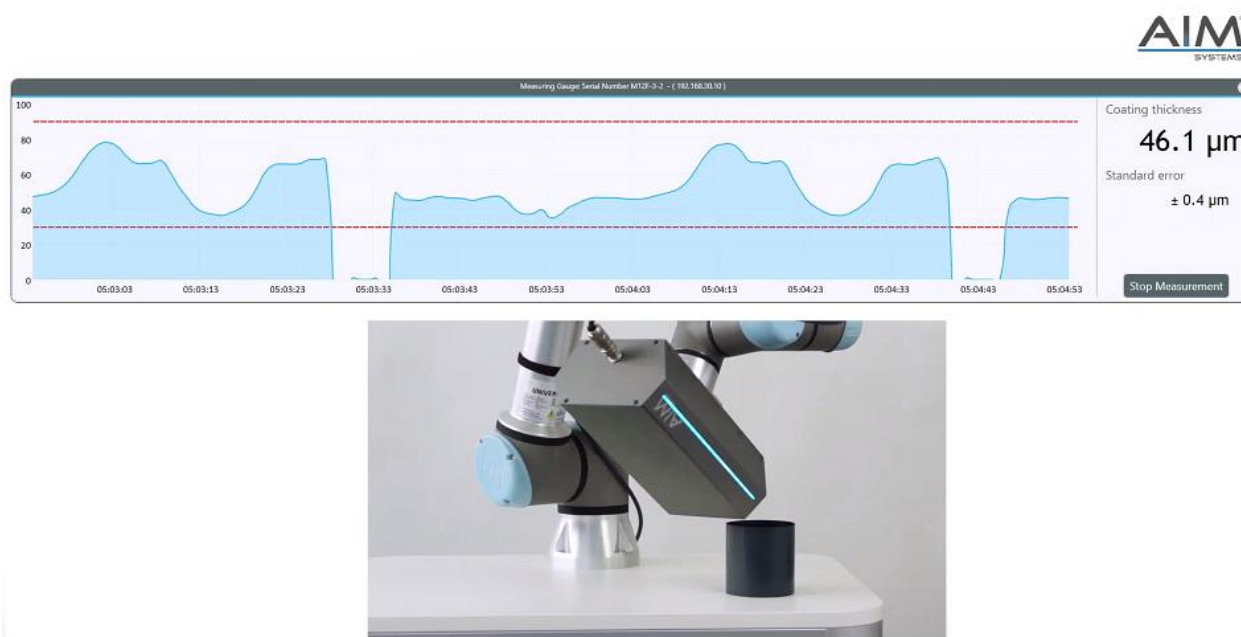 AIM
SYSTEMS
Measuring Gauge: Serial Number M12F-3-2 - ( 192.168.30.10 )
100
80
60
40
20
0
05:03:03
05:03:13
05:03:23
05:03:33
05:03:43
05:03:53
05:04:03
05:04:13
05:04:23
05:04:33
05:04:43
05:04:53
Coating thickness
46.1 μm
Standard error
± 0.4 μm
Stop Measurement
UNIVER
AIM